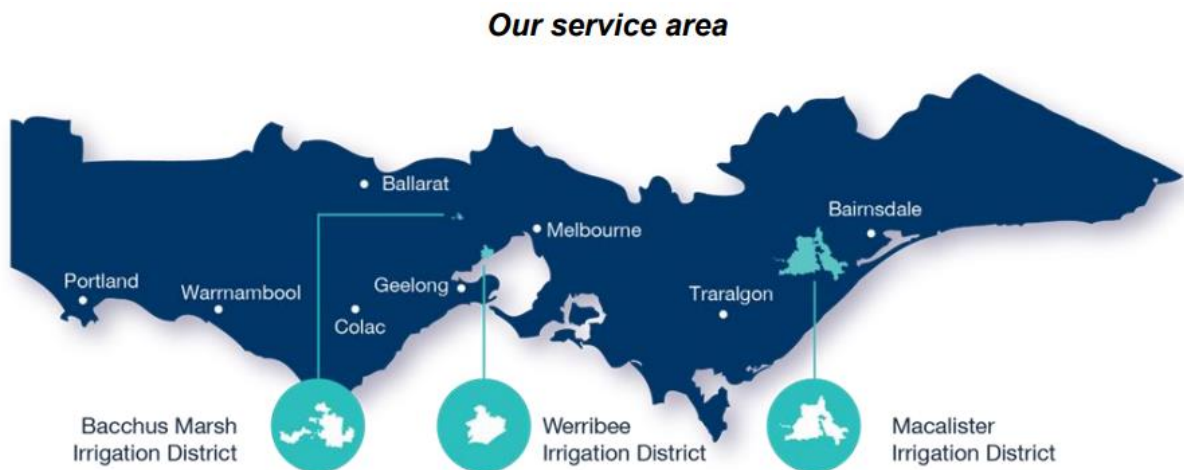 Our service area
Ballarat
Melbourne
Bairnsdale
Portland
Warrnambool
Geelong
Colac
Traralgon
Bacchus Marsh
Irrigation District
Werribee
Irrigation District
Macalister
Irrigation District